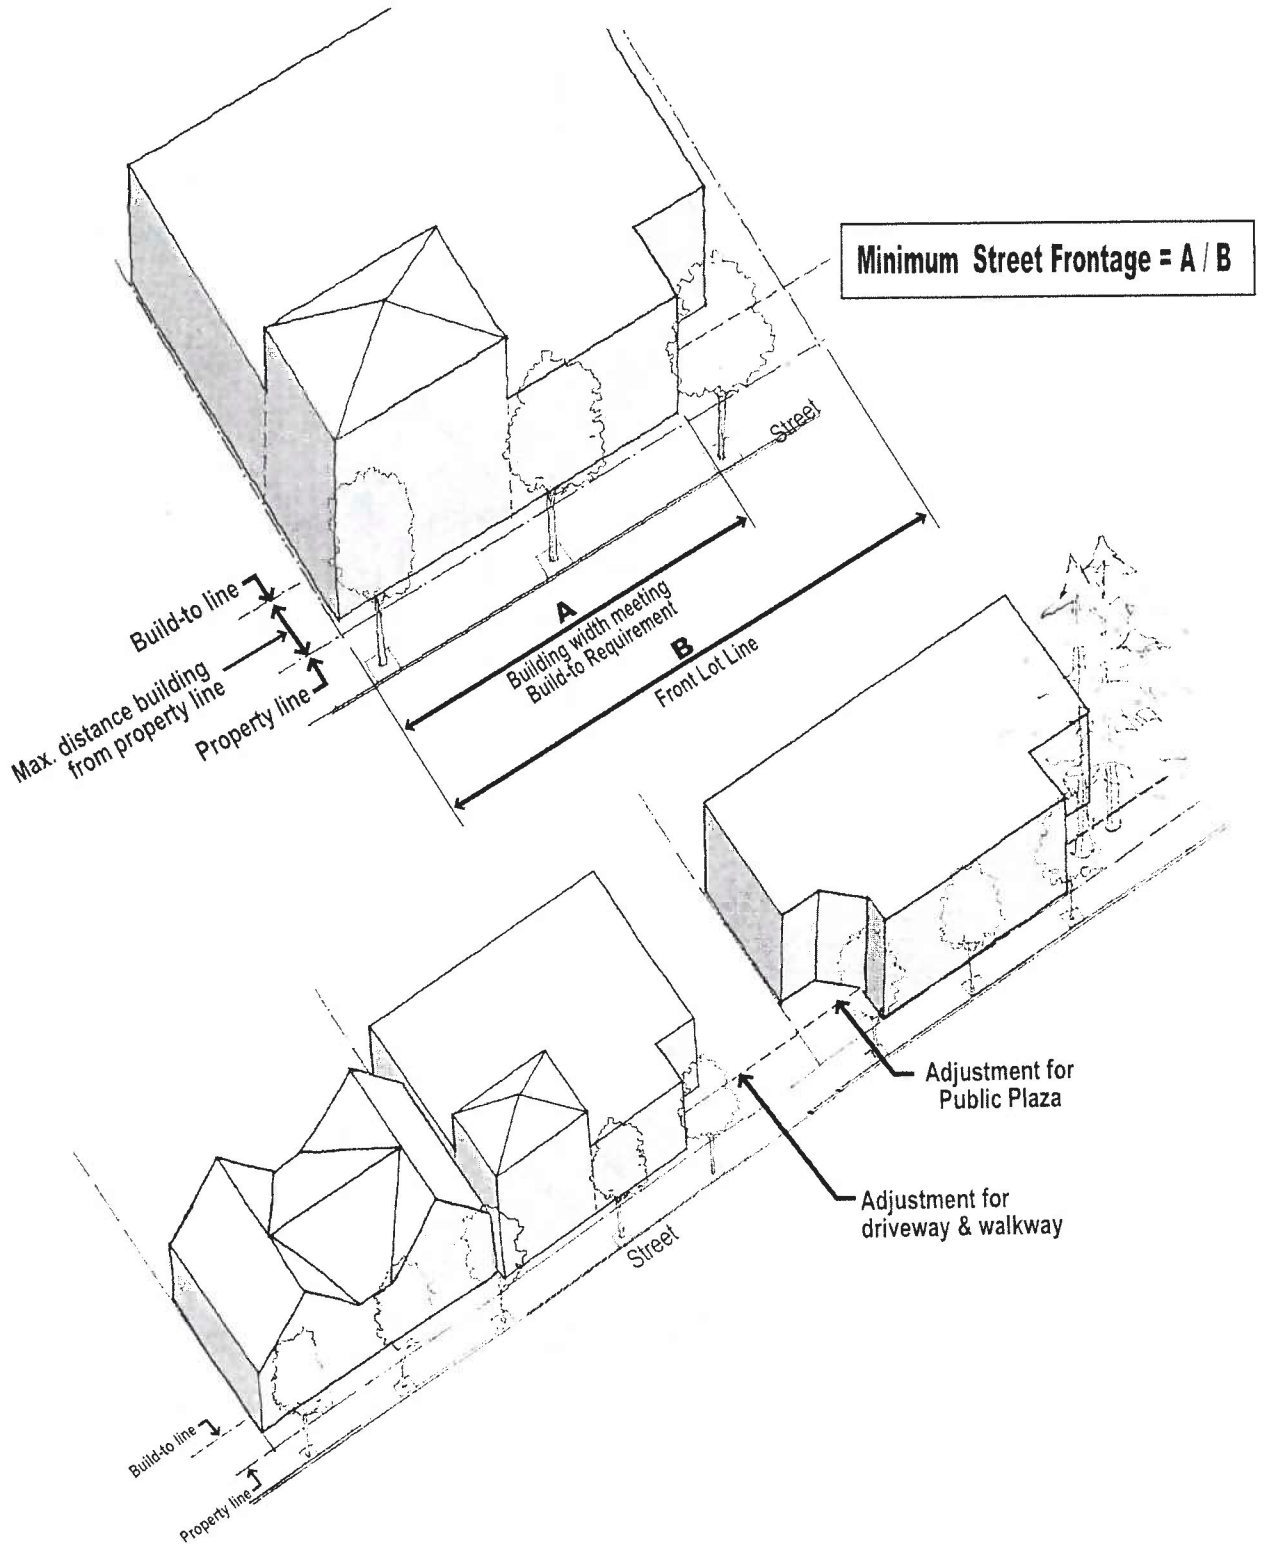 Minimum Street Frontage = A / B
Street
Build-to line
Max. distance building
from property line
Property line
A
Building width meeting
Build-to Requirement
B
Front Lot Line
Adjustment for
Public Plaza
Adjustment for
driveway & walkway
Street
Build-to line
Property line